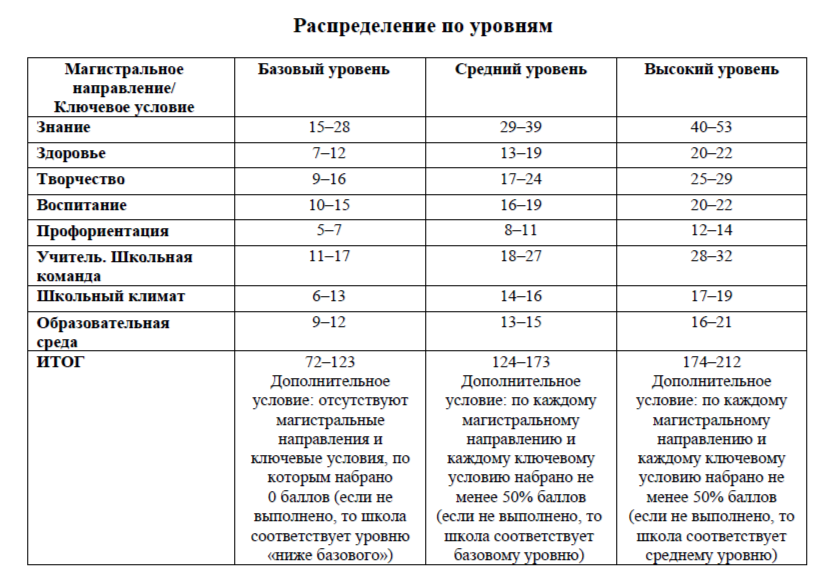 Распределение по уровням
Магистральное направление/ Ключевое условие | Базовый уровень | Средний уровень | Высокий уровень
Знание | 15–28 | 29–39 | 40–53
Здоровье | 7–12 | 13–19 | 20–22
Творчество | 9–16 | 17–24 | 25–29
Воспитание | 10–15 | 16–19 | 20–22
Профориентация | 5–7 | 8–11 | 12–14
Учитель. Школьная команда | 11–17 | 18–27 | 28–32
Школьный климат | 6–13 | 14–16 | 17–19
Образовательная среда | 9–12 | 13–15 | 16–21
ИТОГ
72–123
Дополнительное
условие: отсутствуют
магистральные
направления и
ключевые условия, по
которым набрано
0 баллов (если не
выполнено, то школа
соответствует уровню
«ниже базового»)
124–173
Дополнительное
условие: по каждому
магистральному
направлению и
каждому ключевому
условию набрано не
менее 50% баллов
(если не выполнено, то
школа соответствует
базовому уровню)
174–212
Дополнительное
условие: по каждому
магистральному
направлению и
каждому ключевому
условию набрано не
менее 50% баллов
(если не выполнено, то
школа соответствует
среднему уровню)